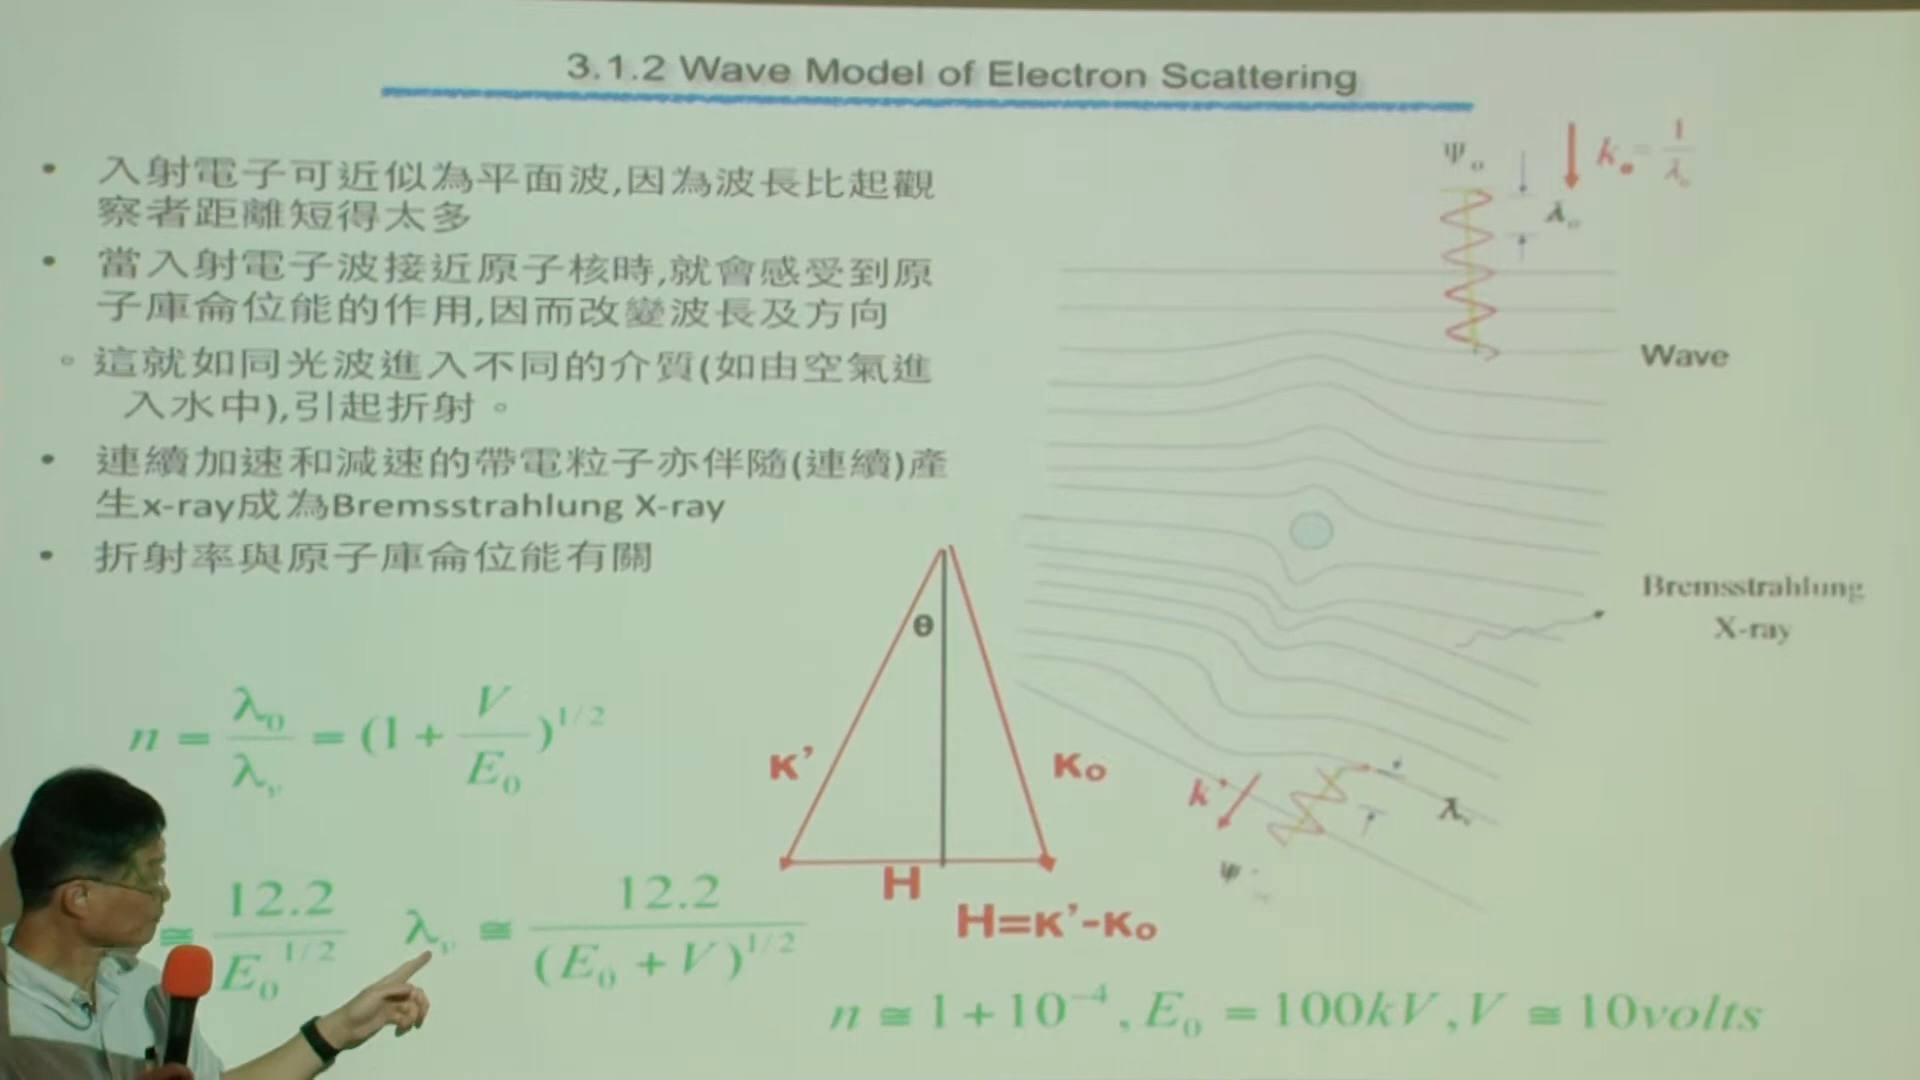 3.1.2 Wave Model of Electron Scattering
• 入射電子可近似為平面波,因為波長比起觀
察者距離短得太多
• 當入射電子波接近原子核時,就會感受到原
子庫侖位能的作用,因而改變波長及方向
。這就如同光波進入不同的介質(如由空氣進
入水中),引起折射。
• 連續加速和減速的帶電粒子亦伴隨(連續)產
生x-ray成為Bremsstrahlung X-ray
• 折射率與原子庫侖位能有關
n = λ₀/λᵥ = (1 + V/E₀)^1/2
≅ 12.2/E₀^1/2
λᵥ ≅ 12.2/(E₀ + V)^1/2
θ
K'
K₀
H
H=K'-K₀
n ≅ 1 + 10⁻⁴, E₀ = 100kV, V ≅ 10volts
Ψ₀
k₀ = 1/λ₀
λ₀
Wave
Bremsstrahlung
X-ray
k'
λᵥ
Ψ